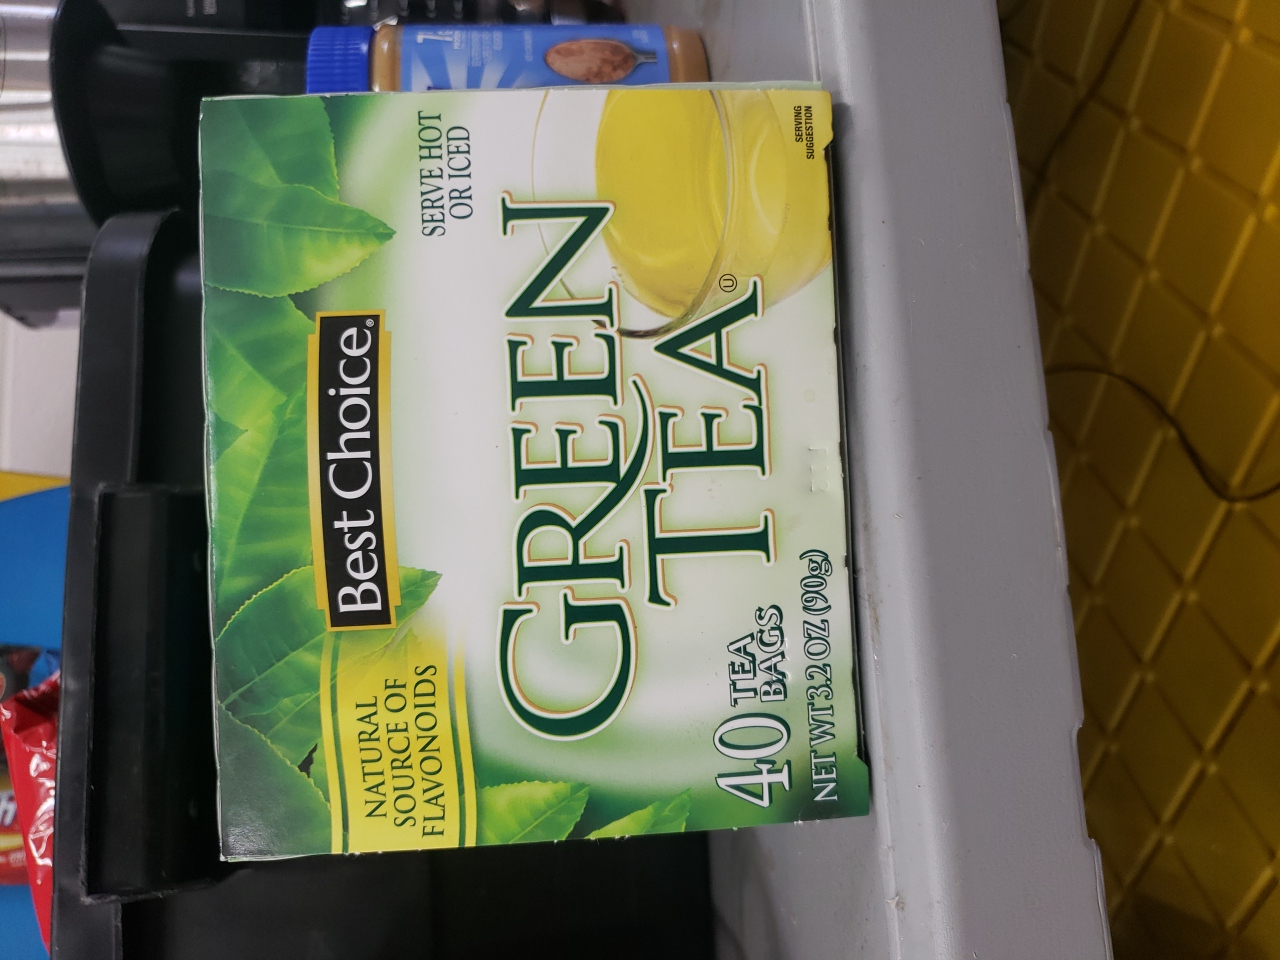 Best Choice®
NATURAL
SOURCE OF
FLAVONOIDS
SERVE HOT
OR ICED
GREEN
TEA
U
40 TEA
BAGS
NET WT 3.2 OZ (90g)
SERVING
SUGGESTION